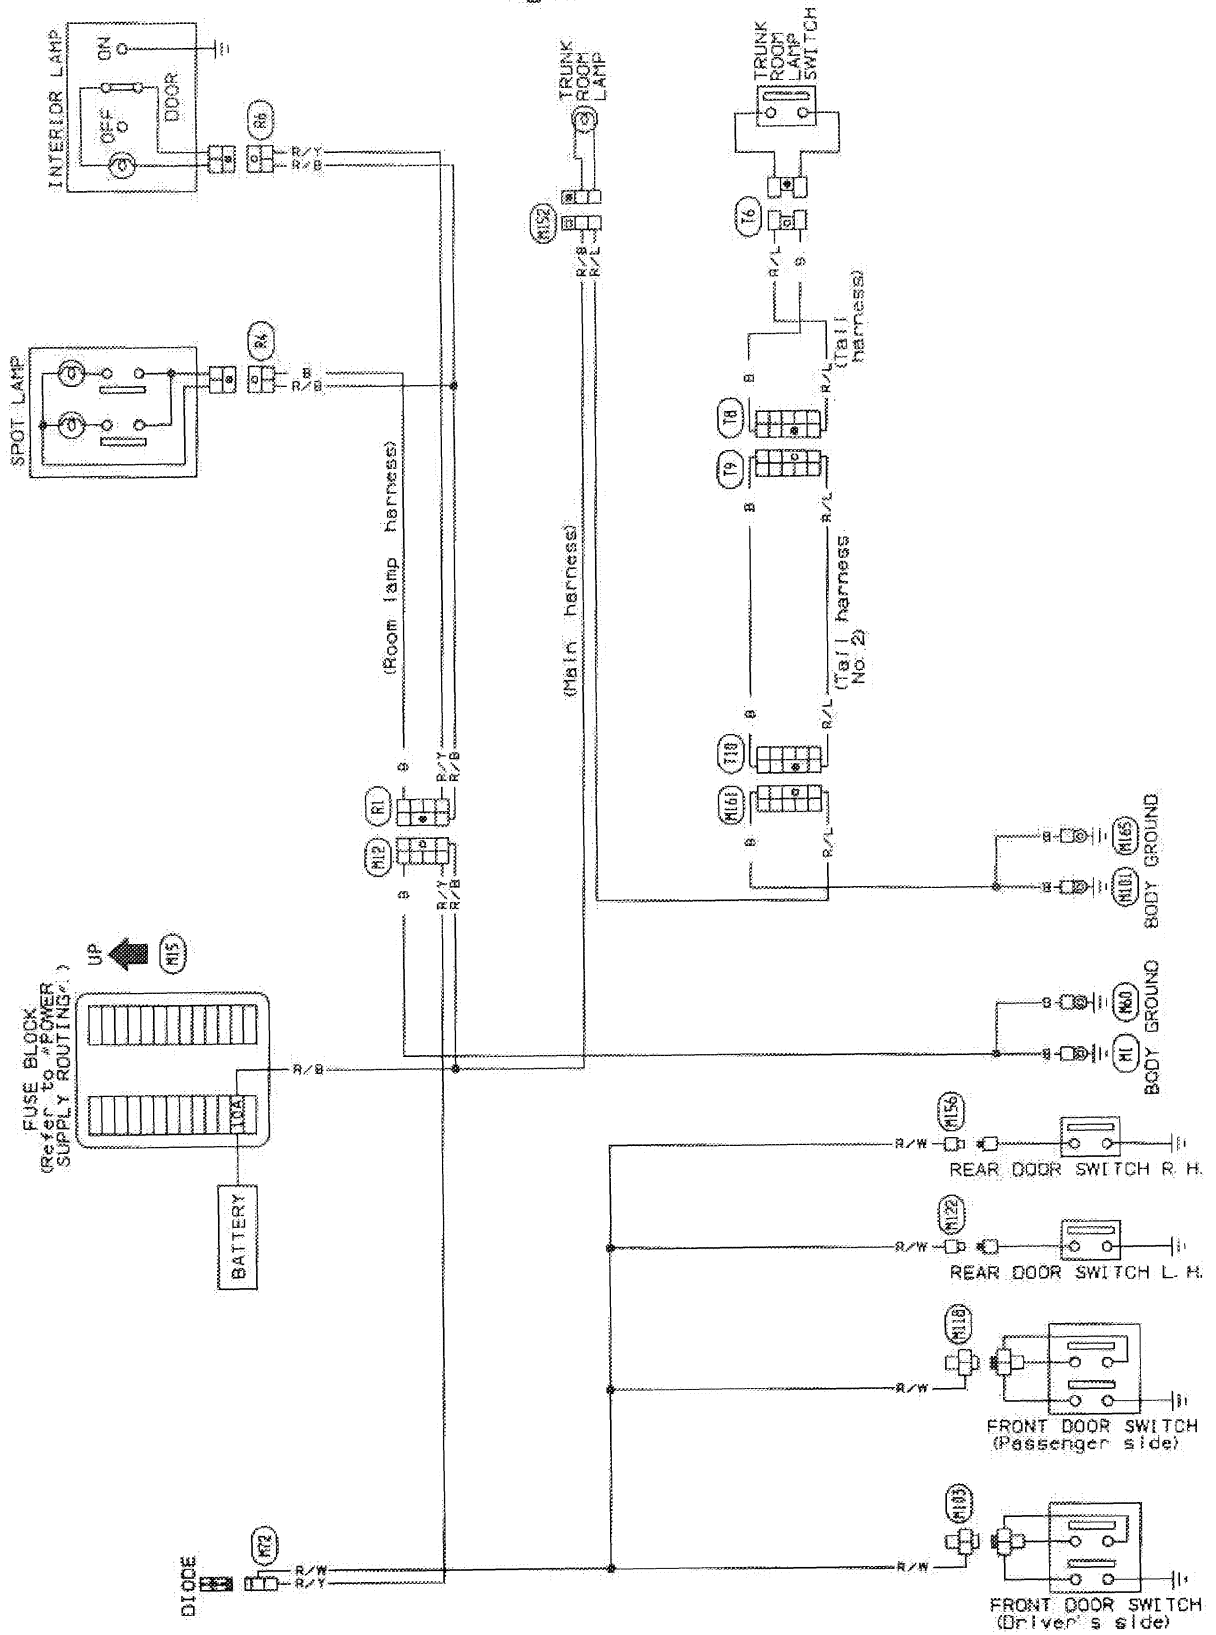 INTERIOR LAMP
ON
OFF
DOOR
R6
R/Y
R/B
SPOT LAMP
R4
B
R/B
TRUNK
ROOM
LAMP
M152
R/B
R/L
TRUNK
ROOM
LAMP
SWITCH
T6
R/L
B
(Tail
harness)
B
R/L
T8
T9
B
R/L
(Room lamp harness)
(Main harness)
(Tail harness
No. 2)
B
R/L
T10
M161
B
R/L
B
R/Y
R/B
R1
M12
B
R/Y
R/B
FUSE BLOCK
(Refer to "POWER
SUPPLY ROUTING".)
UP
M15
10A
R/B
BATTERY
B
M165
B
M101
BODY GROUND
B
M60
B
M1
BODY GROUND
R/W
M156
REAR DOOR SWITCH R.H.
R/W
M122
REAR DOOR SWITCH L.H.
R/W
M118
FRONT DOOR SWITCH
(Passenger side)
R/W
M103
FRONT DOOR SWITCH
(Driver's side)
DIODE
M72
R/W
R/Y